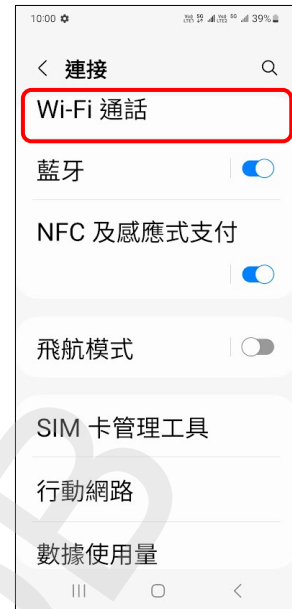 10:00 39%
連接
Wi-Fi 通話
藍牙
NFC 及感應式支付
飛航模式
SIM 卡管理工具
行動網路
數據使用量